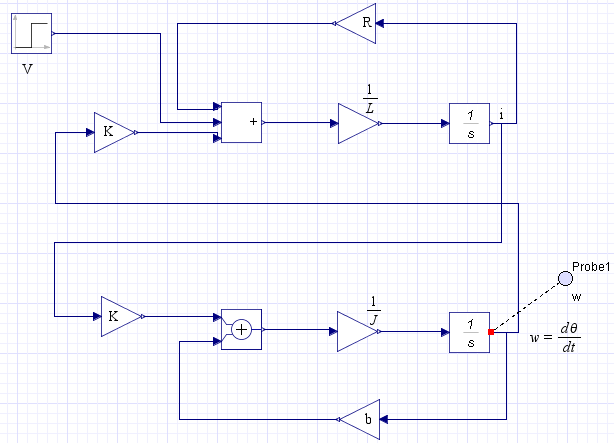 R
V
1
L
K
+
1
s
i
K
1
J
1
s
Probe1
w
w = dθ
dt
b